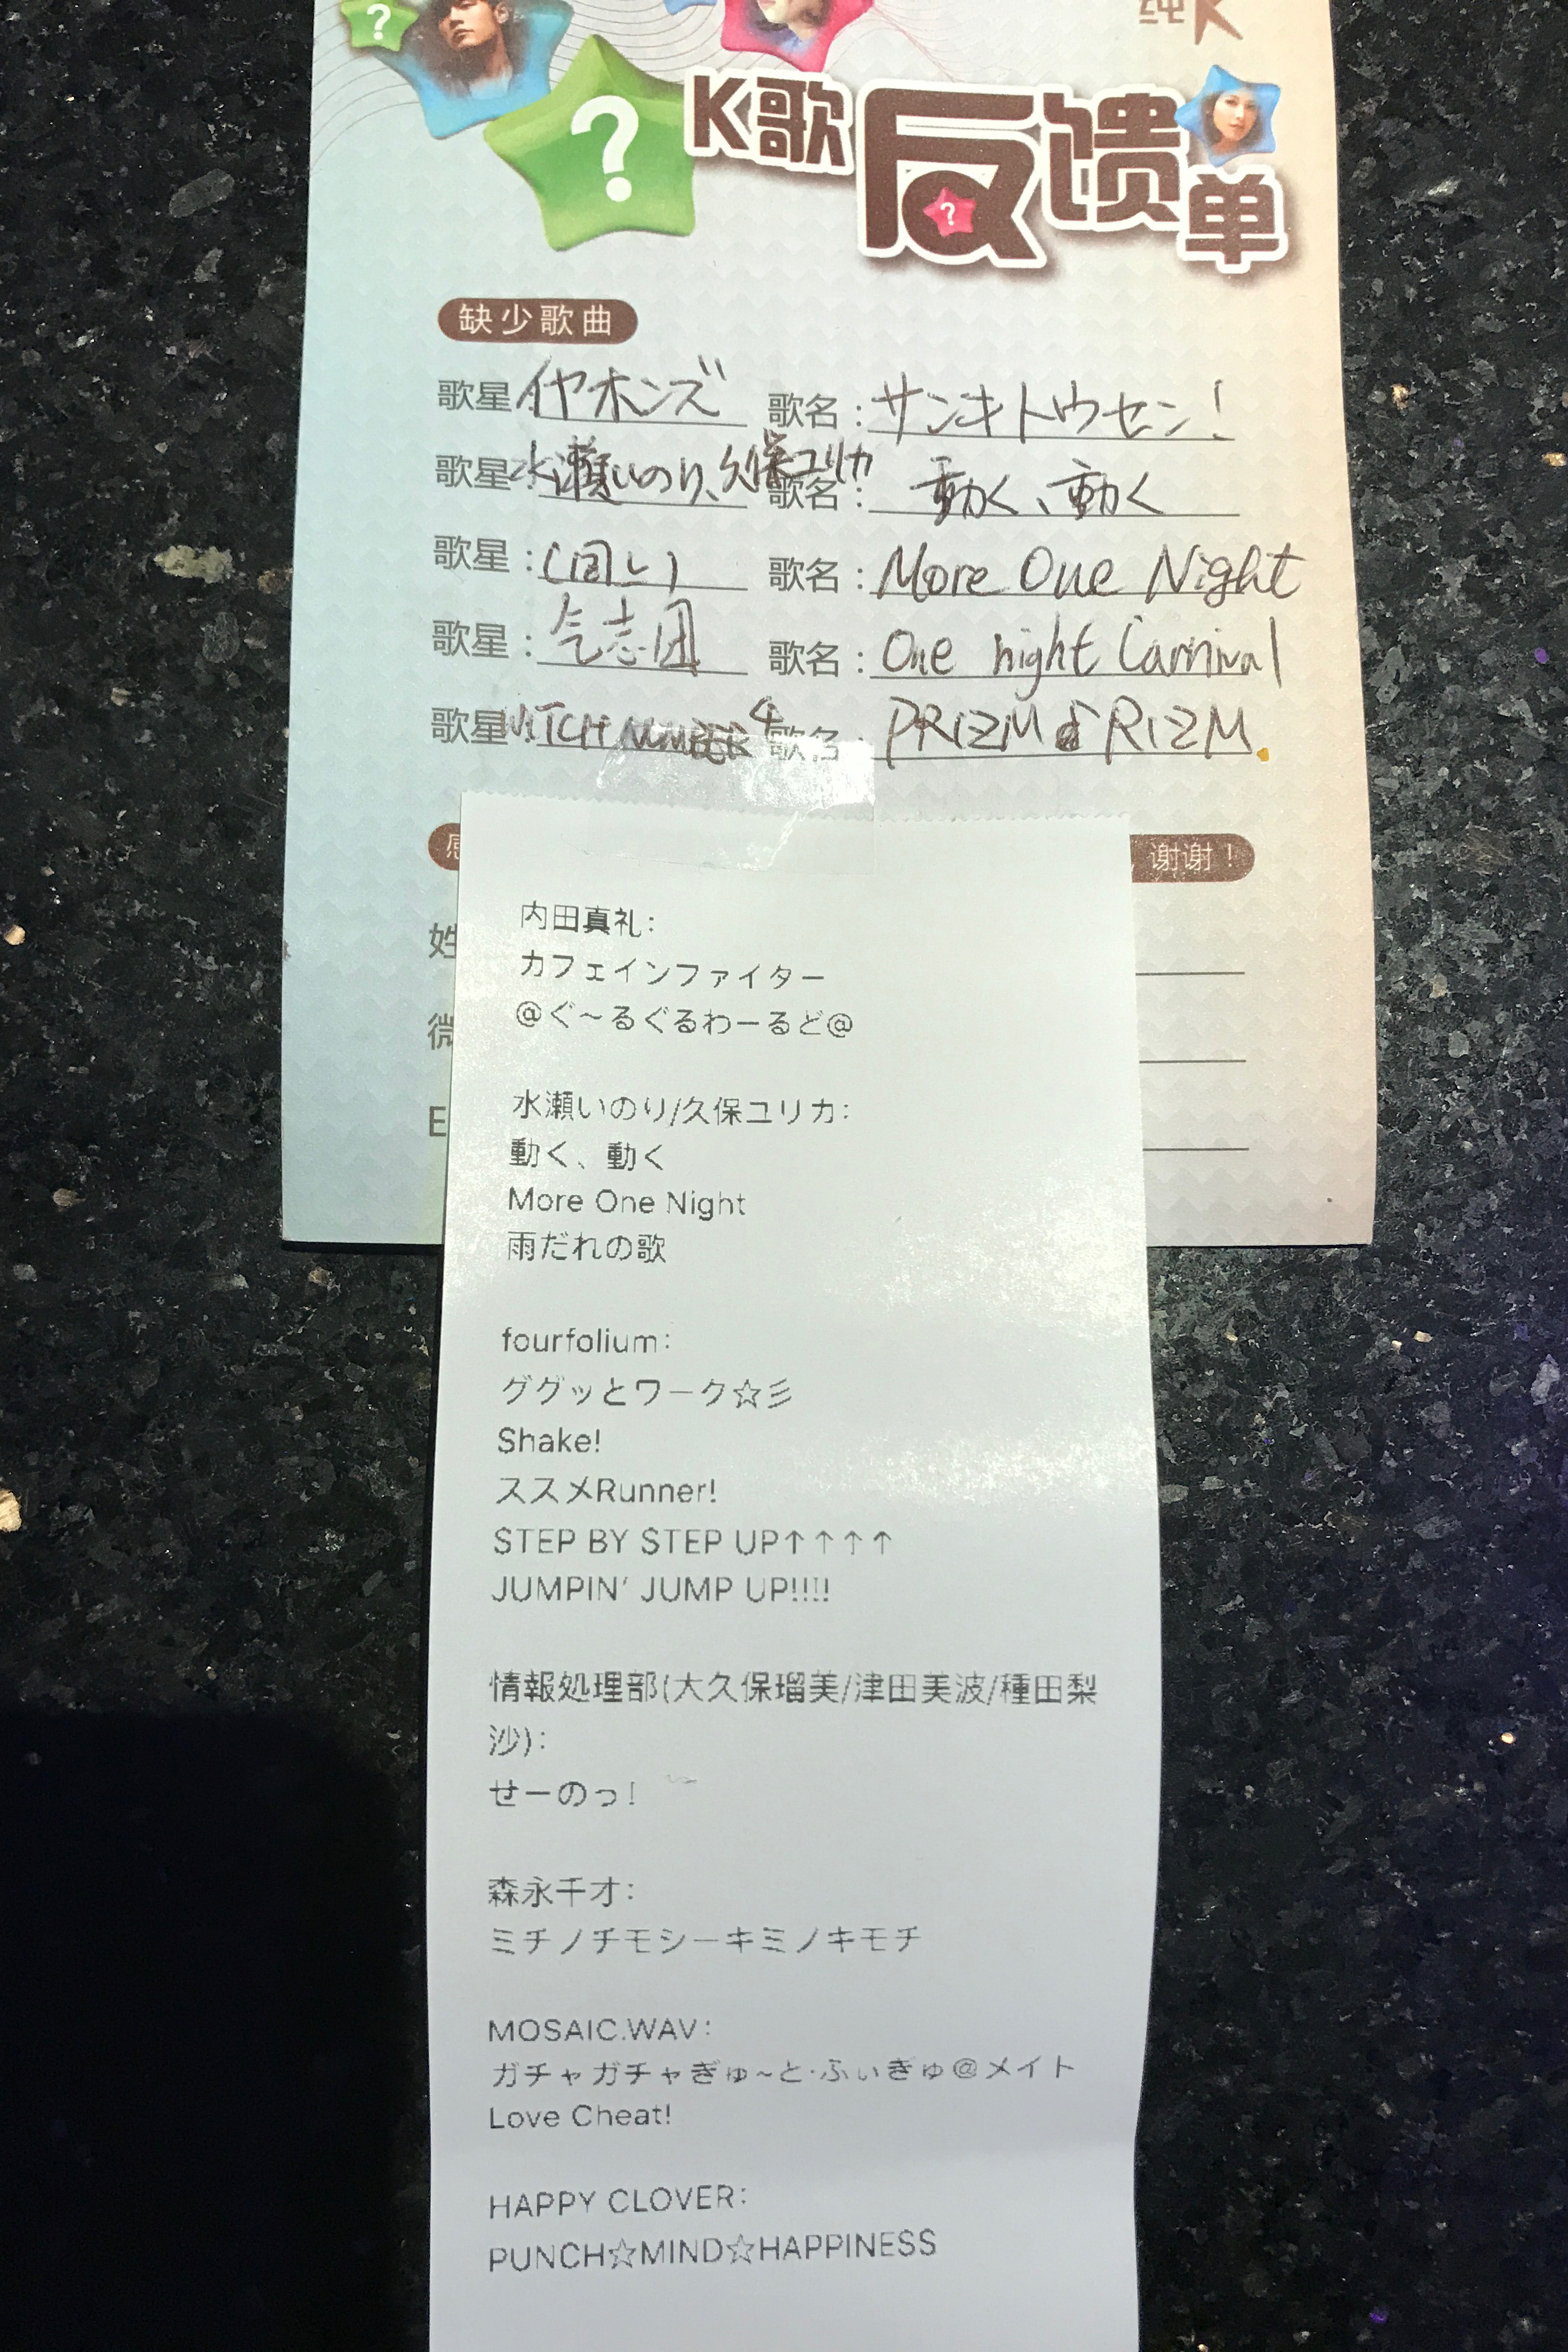 ?
纯K
?
K歌反馈单
?
缺少歌曲
歌星 イヤホンズ 歌名：サンキトウセン！
歌星：水瀬いのり、久保ユリカ 歌名：動く、動く
歌星：（同じ） 歌名：More One Night
歌星：气志团 歌名：One night Carnival
歌星 WITCH NUMBER 4 歌名：PRIZM♪RIZM
感 谢谢！
姓
微
E
内田真礼:
カフェインファイター
@ぐ～るぐるわーるど@
水瀬いのり/久保ユリカ:
動く、動く
More One Night
雨だれの歌
fourfolium:
ググッとワーク☆彡
Shake!
ススメRunner!
STEP BY STEP UP↑↑↑↑
JUMPIN’ JUMP UP!!!!
情報処理部(大久保瑠美/津田美波/種田梨
沙):
せーのっ！
森永千才:
ミチノチモシーキミノキモチ
MOSAIC.WAV:
ガチャガチャきゅ～と·ふぃぎゅ@メイト
Love Cheat!
HAPPY CLOVER:
PUNCH☆MIND☆HAPPINESS